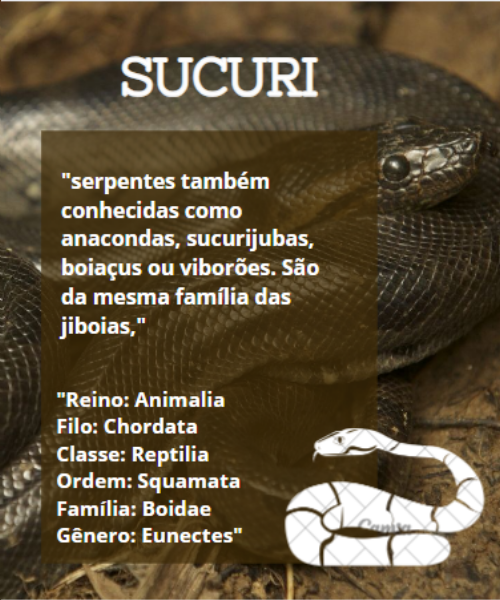 SUCURI
"serpentes também
conhecidas como
anacondas, sucurijubas,
boiaçus ou viborões. São
da mesma família das
jiboias,"
"Reino: Animalia
Filo: Chordata
Classe: Reptilia
Ordem: Squamata
Família: Boidae
Gênero: Eunectes"
Canva